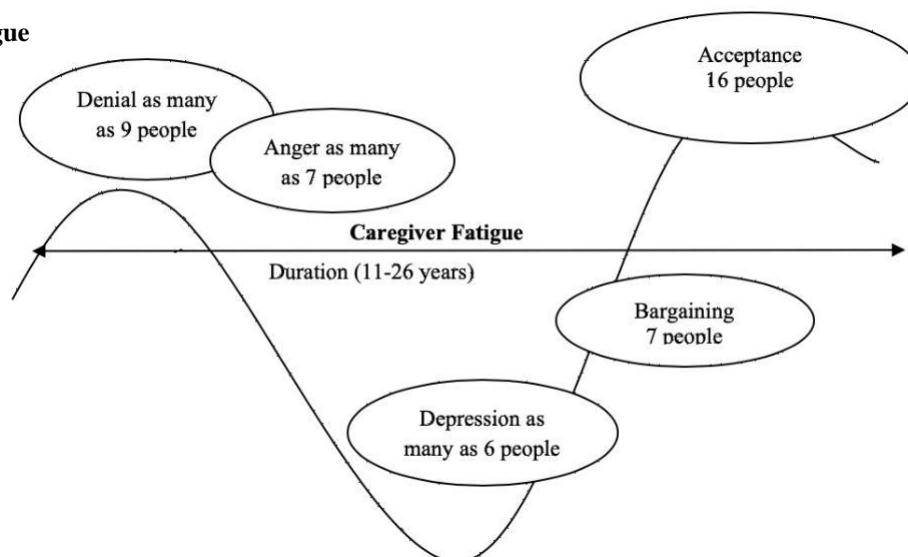 gue
Denial as many
as 9 people
Anger as many
as 7 people
Acceptance
16 people
Caregiver Fatigue
Duration (11-26 years)
Bargaining
7 people
Depression as
many as 6 people